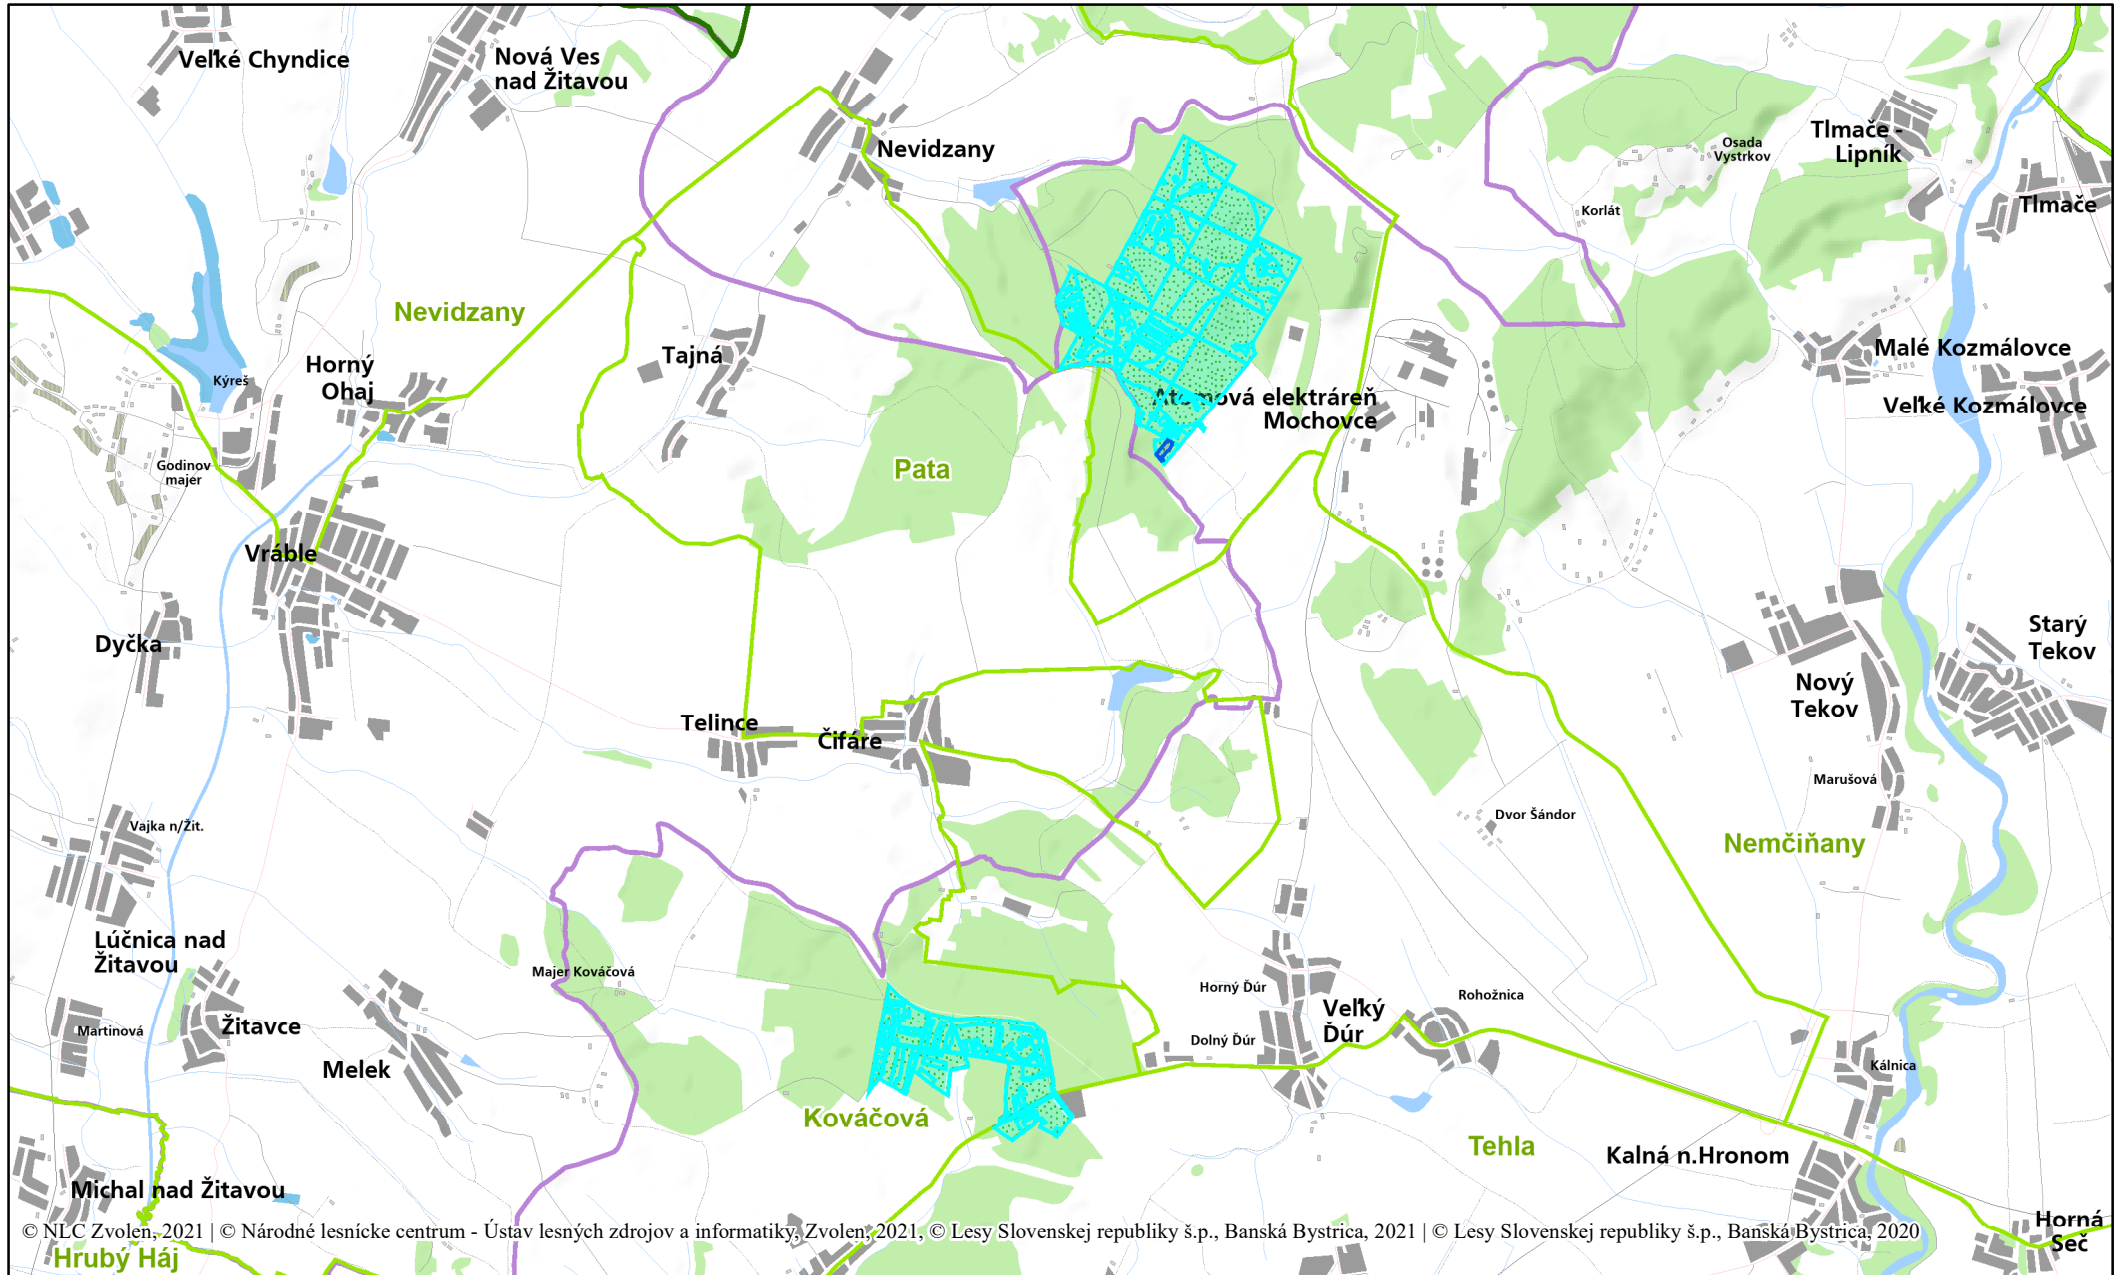 Veľké Chyndice
Nová Ves
nad Žitavou
Nevidzany
Osada
Vystrkov
Tlmače -
Lipník
Tlmače
Korlát
Nevidzany
Horný
Ohaj
Kýreš
Tajná
Malé Kozmálovce
Veľké Kozmálovce
Atómová elektráreň
Mochovce
Godinov
majer
Pata
Vráble
Dyčka
Starý
Tekov
Nový
Tekov
Telince
Čifáre
Marušová
Vajka n/Žit.
Dvor Šándor
Nemčiňany
Lúčnica nad
Žitavou
Majer Kováčová
Horný Ďúr
Rohožnica
Veľký
Ďúr
Martinová
Žitavce
Dolný Ďúr
Melek
Kálnica
Kováčová
Tehla
Kalná n.Hronom
Michal nad Žitavou
Horná
Seč
© NLC Zvolen, 2021 | © Národné lesnícke centrum - Ústav lesných zdrojov a informatiky, Zvolen, 2021, © Lesy Slovenskej republiky š.p., Banská Bystrica, 2021 | © Lesy Slovenskej republiky š.p., Banská Bystrica, 2020
Hrubý Háj